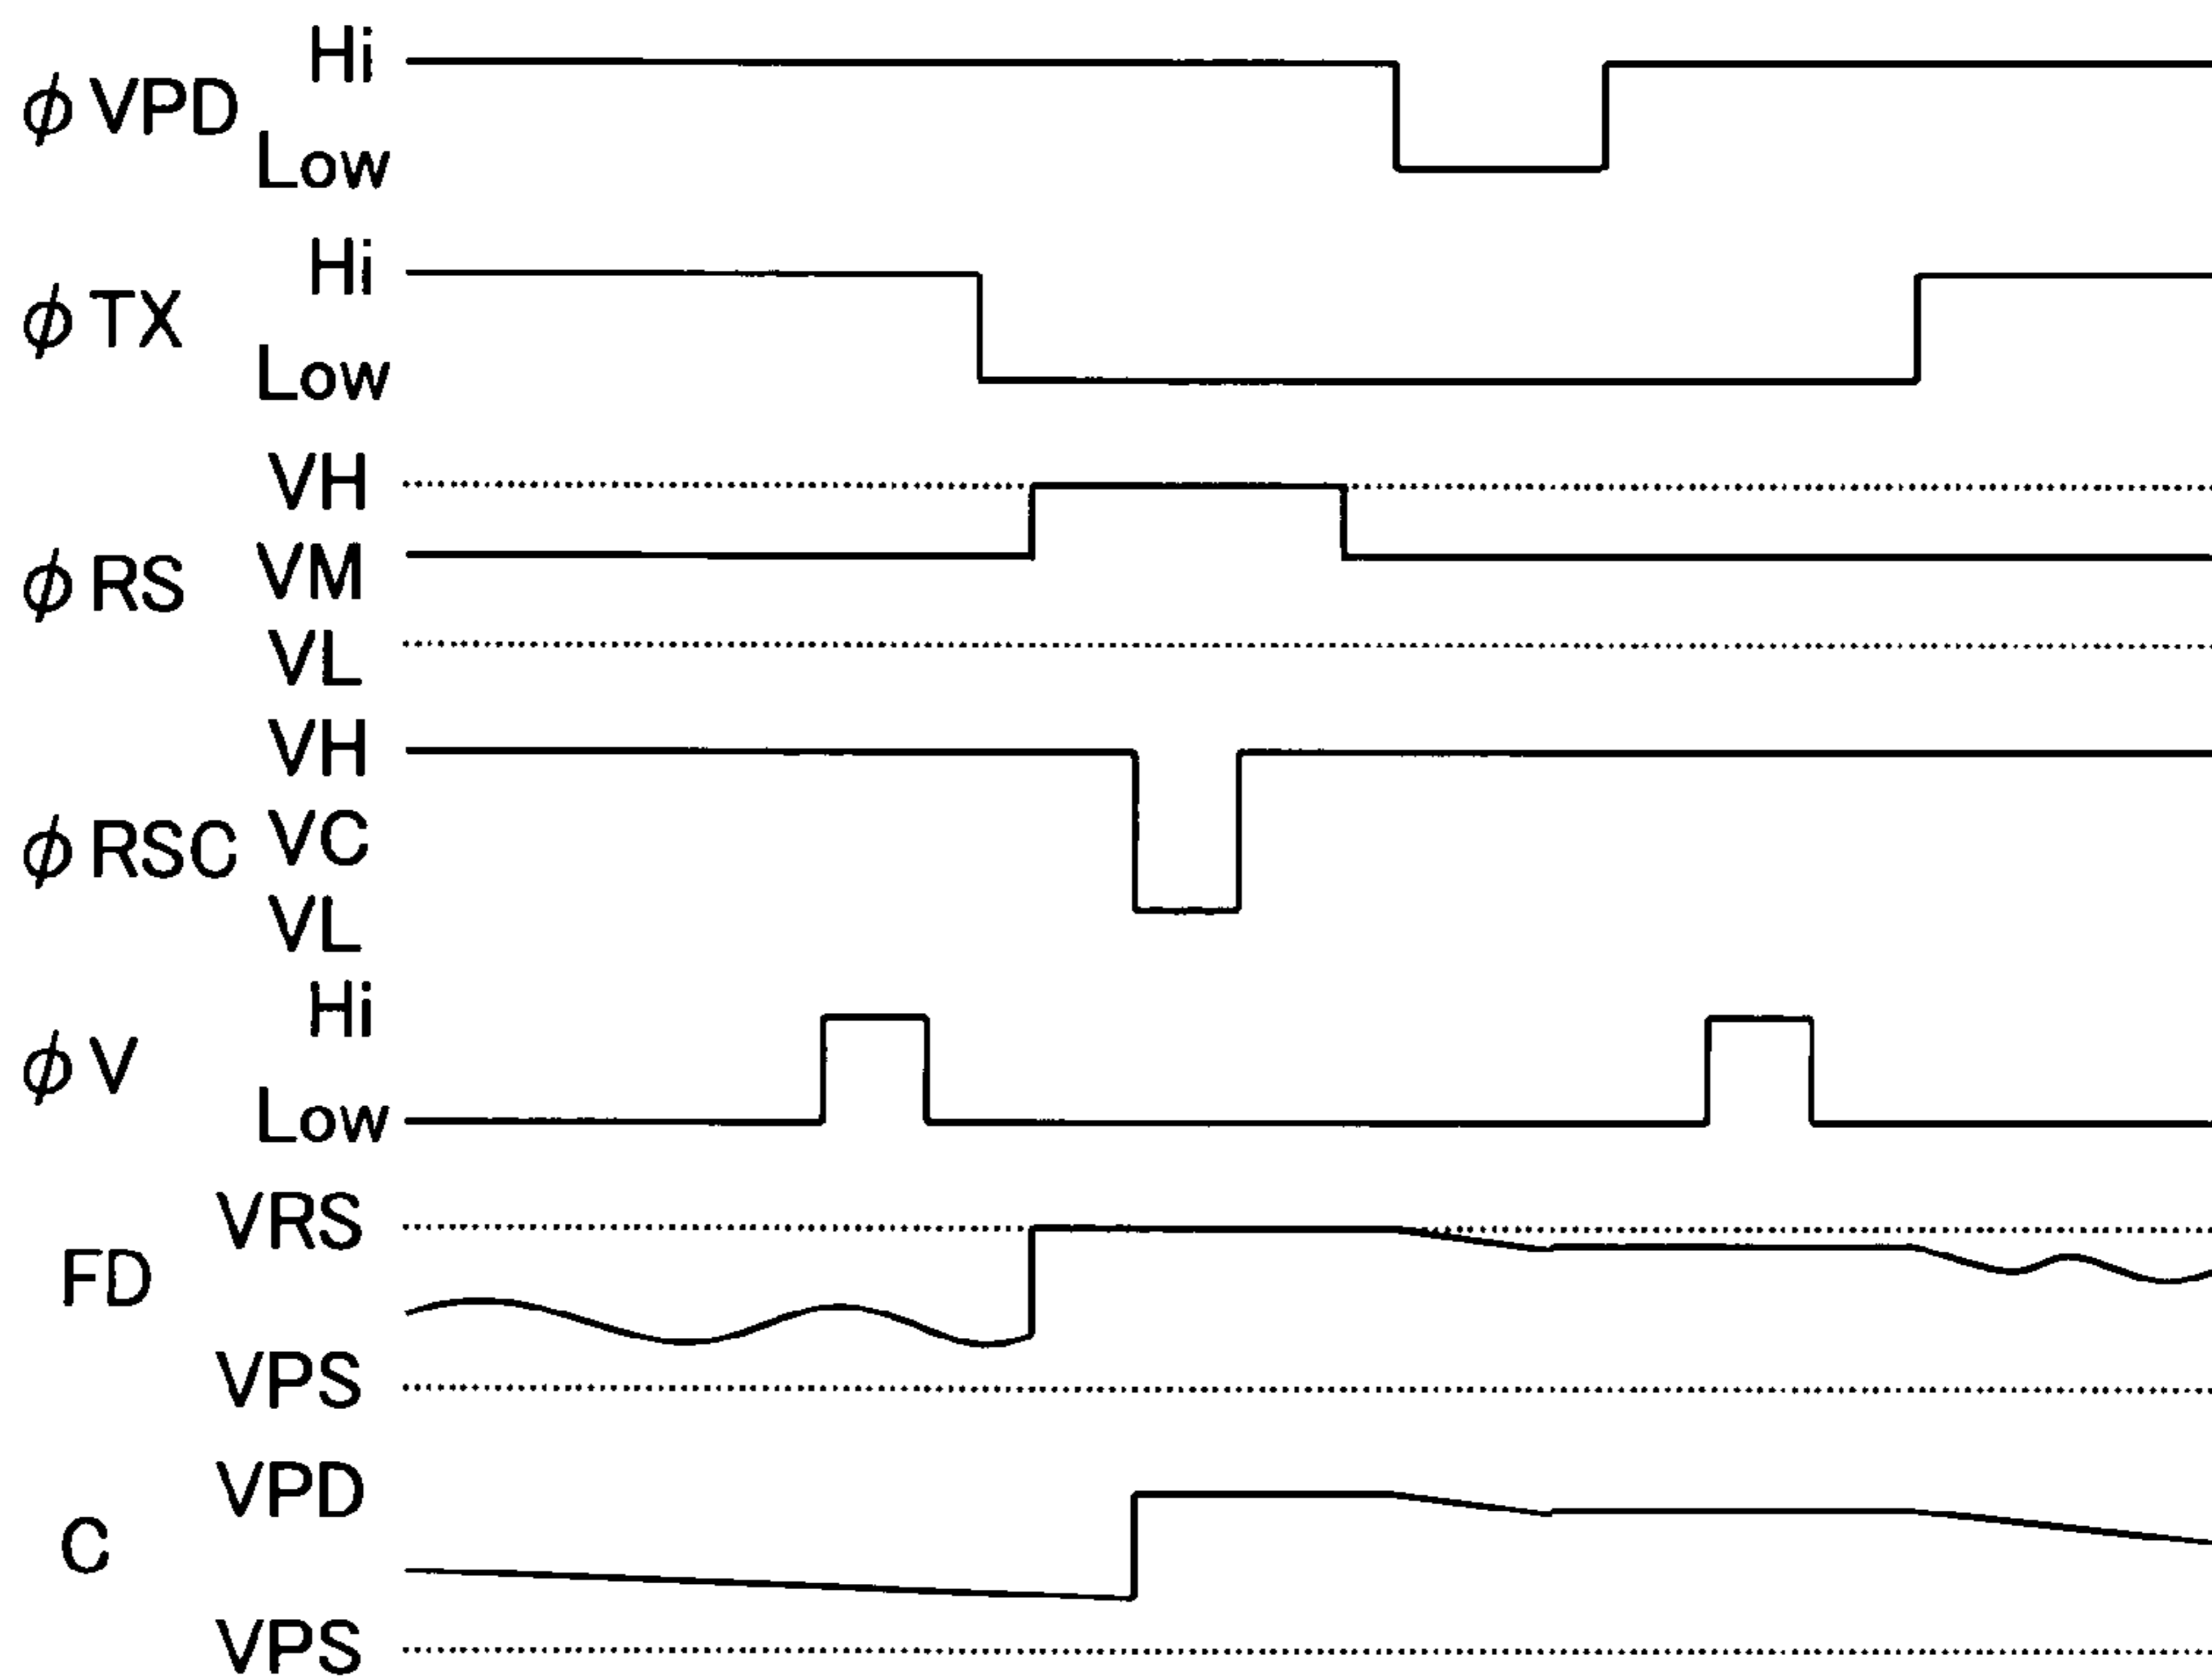 Hi
φVPD
Low
Hi
φTX
Low
VH
φRS VM
VL
VH
φRSC VC
VL
Hi
φV
Low
VRS
FD
VPS
VPD
C
VPS